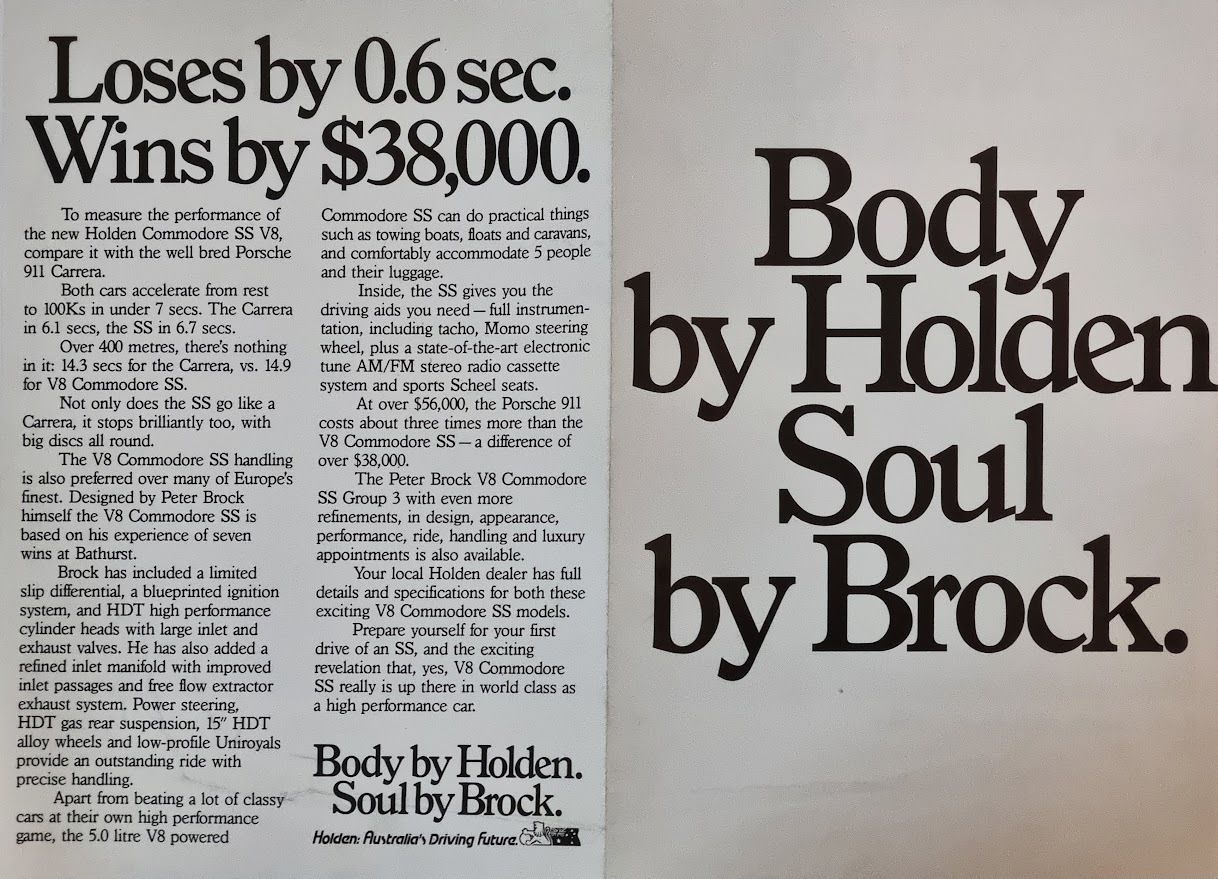 Loses by 0.6 sec.
Wins by $38,000.
To measure the performance of
the new Holden Commodore SS V8,
compare it with the well bred Porsche
911 Carrera.
Both cars accelerate from rest
to 100Ks in under 7 secs. The Carrera
in 6.1 secs, the SS in 6.7 secs.
Over 400 metres, there's nothing
in it: 14.3 secs for the Carrera, vs. 14.9
for V8 Commodore SS.
Not only does the SS go like a
Carrera, it stops brilliantly too, with
big discs all round.
The V8 Commodore SS handling
is also preferred over many of Europe's
finest. Designed by Peter Brock
himself the V8 Commodore SS is
based on his experience of seven
wins at Bathurst.
Brock has included a limited
slip differential, a blueprinted ignition
system, and HDT high performance
cylinder heads with large inlet and
exhaust valves. He has also added a
refined inlet manifold with improved
inlet passages and free flow extractor
exhaust system. Power steering,
HDT gas rear suspension, 15" HDT
alloy wheels and low-profile Uniroyals
provide an outstanding ride with
precise handling.
Apart from beating a lot of classy
cars at their own high performance
game, the 5.0 litre V8 powered
Commodore SS can do practical things
such as towing boats, floats and caravans,
and comfortably accommodate 5 people
and their luggage.
Inside, the SS gives you the
driving aids you need — full instrumen-
tation, including tacho, Momo steering
wheel, plus a state-of-the-art electronic
tune AM/FM stereo radio cassette
system and sports Scheel seats.
At over $56,000, the Porsche 911
costs about three times more than the
V8 Commodore SS — a difference of
over $38,000.
The Peter Brock V8 Commodore
SS Group 3 with even more
refinements, in design, appearance,
performance, ride, handling and luxury
appointments is also available.
Your local Holden dealer has full
details and specifications for both these
exciting V8 Commodore SS models.
Prepare yourself for your first
drive of an SS, and the exciting
revelation that, yes, V8 Commodore
SS really is up there in world class as
a high performance car.
Body by Holden.
Soul by Brock.
Holden: Australia's Driving Future.
Body
by Holden
Soul
by Brock.